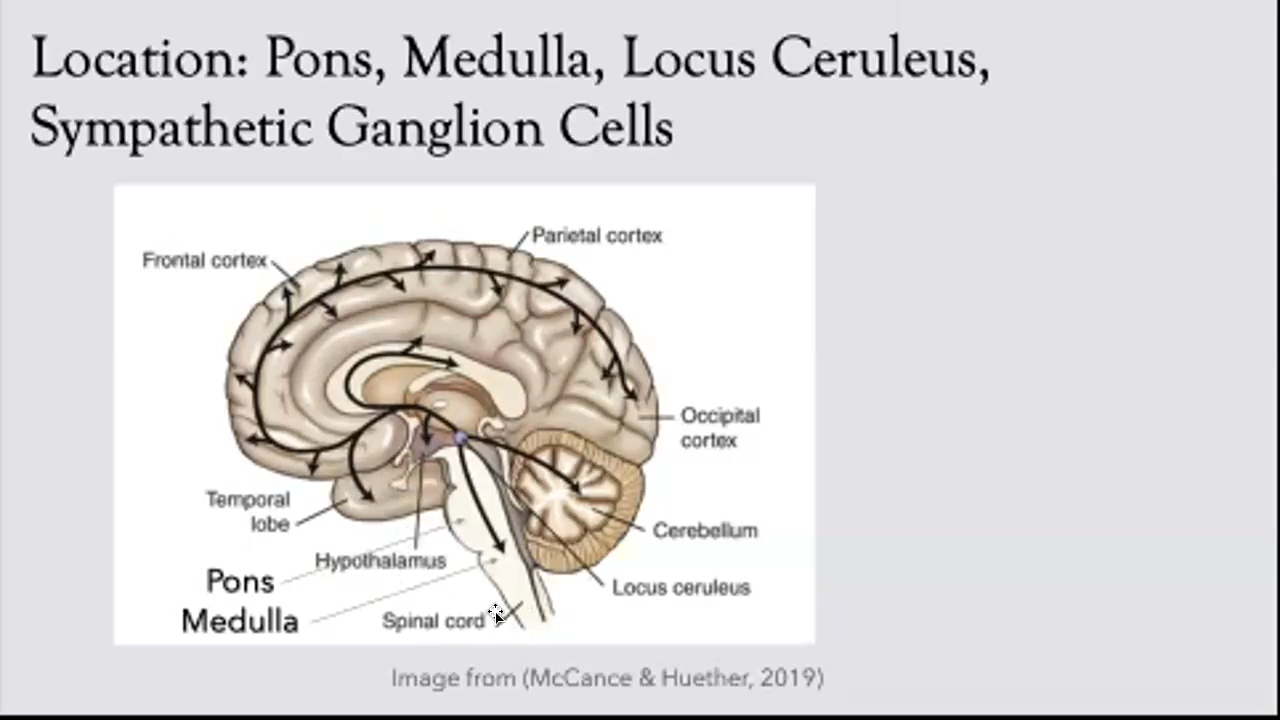 Location: Pons, Medulla, Locus Ceruleus,
Sympathetic Ganglion Cells
Parietal cortex
Frontal cortex
Occipital
cortex
Temporal
lobe
Cerebellum
Hypothalamus
Pons
Locus ceruleus
Medulla
Spinal cord
Image from (McCance & Huether, 2019)